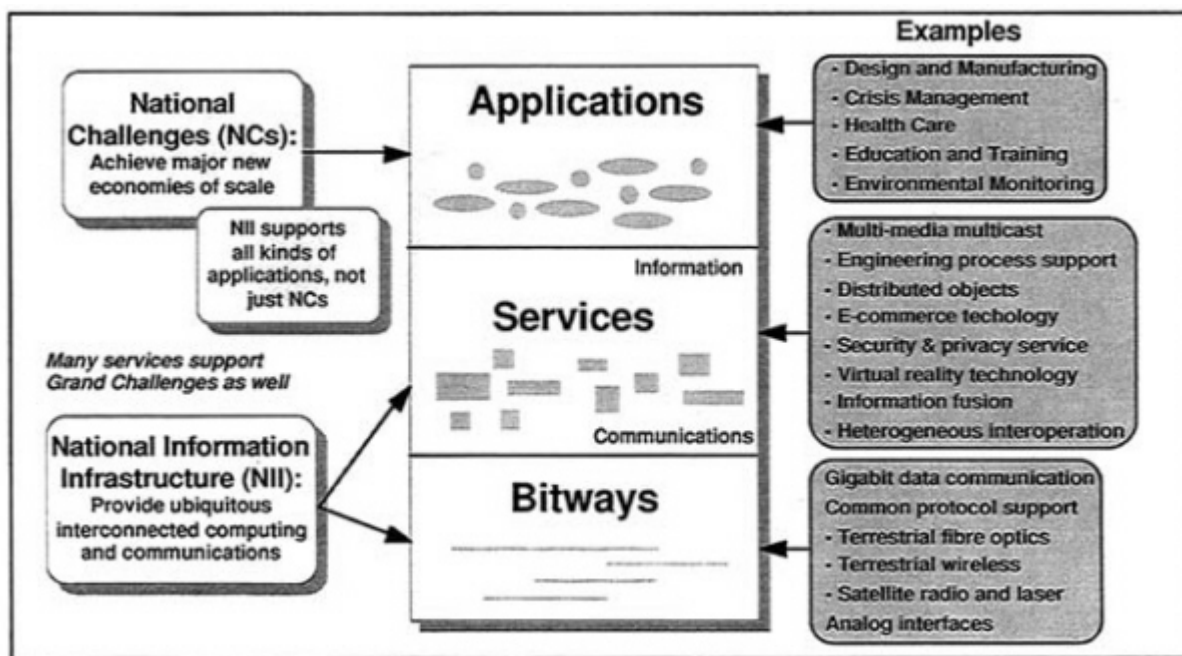 National
Challenges (NCs):
Achieve major new
economies of scale
NII supports
all kinds of
applications, not
just NCs
Many services support
Grand Challenges as well
National Information
Infrastructure (NII):
Provide ubiquitous
interconnected computing
and communications
Applications
Information
Services
Communications
Bitways
Examples
- Design and Manufacturing
- Crisis Management
- Health Care
- Education and Training
- Environmental Monitoring
- Multi-media multicast
- Engineering process support
- Distributed objects
- E-commerce techology
- Security & privacy service
- Virtual reality technology
- Information fusion
- Heterogeneous interoperation
Gigabit data communication
Common protocol support
- Terrestrial fibre optics
- Terrestrial wireless
- Satellite radio and laser
Analog interfaces